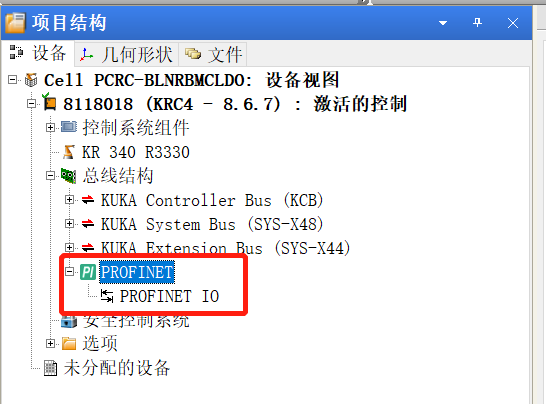 项目结构
设备 几何形状 文件
Cell PCRC-BLNRBMCLDO: 设备视图
8118018 (KRC4 - 8.6.7) : 激活的控制
控制系统组件
KR 340 R3330
总线结构
KUKA Controller Bus (KCB)
KUKA System Bus (SYS-X48)
KUKA Extension Bus (SYS-X44)
PI PROFINET
PROFINET IO
安全控制系统
选项
未分配的设备